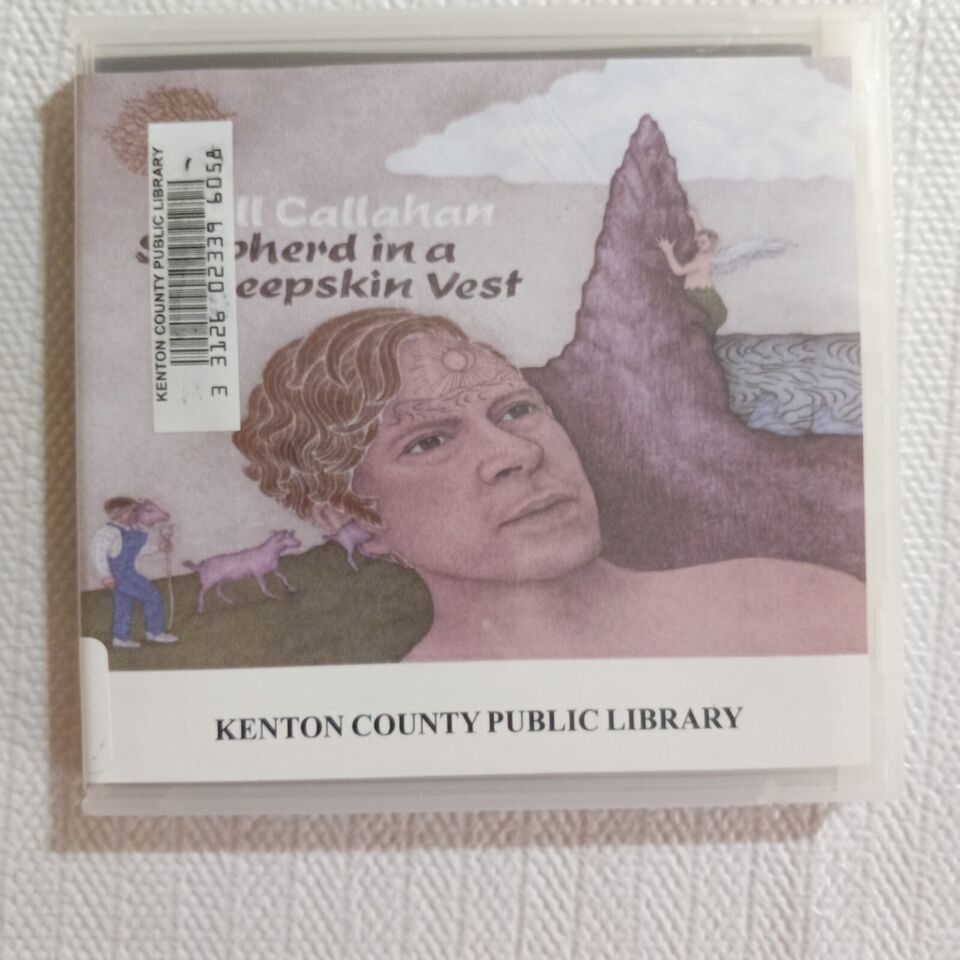 ll Callahan
S pherd in a
eepskin Vest
KENTON COUNTY PUBLIC LIBRARY
3 3126 02339 6058
KENTON COUNTY PUBLIC LIBRARY